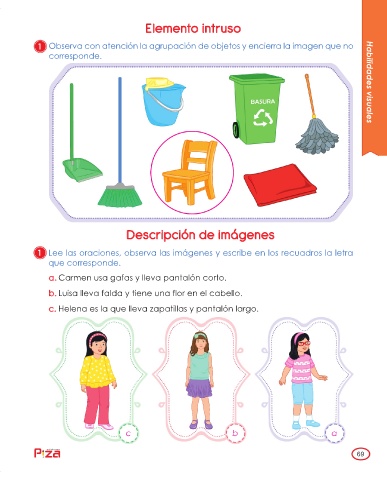 Elemento intruso
1 Observa con atención la agrupación de objetos y encierra la imagen que no
corresponde.
Habilidades visuales
BASURA
Descripción de imágenes
1 Lee las oraciones, observa las imágenes y escribe en los recuadros la letra
que corresponde.
a. Carmen usa gafas y lleva pantalón corto.
b. Luisa lleva falda y tiene una flor en el cabello.
c. Helena es la que lleva zapatillas y pantalón largo.
c b a
Pizá
69